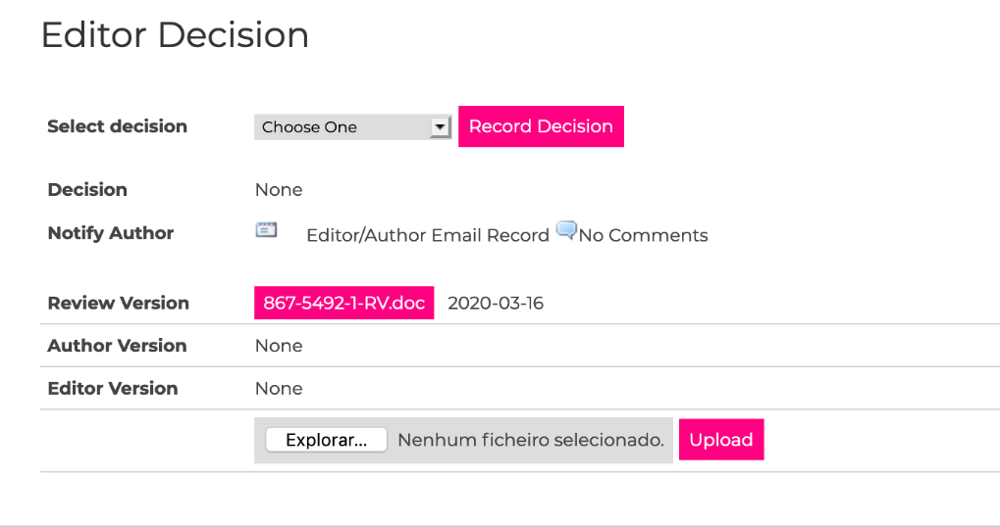 Editor Decision
Select decision Choose One Record Decision
Decision None
Notify Author Editor/Author Email Record No Comments
Review Version 867-5492-1-RV.doc 2020-03-16
Author Version None
Editor Version None
Explorar... Nenhum ficheiro selecionado. Upload